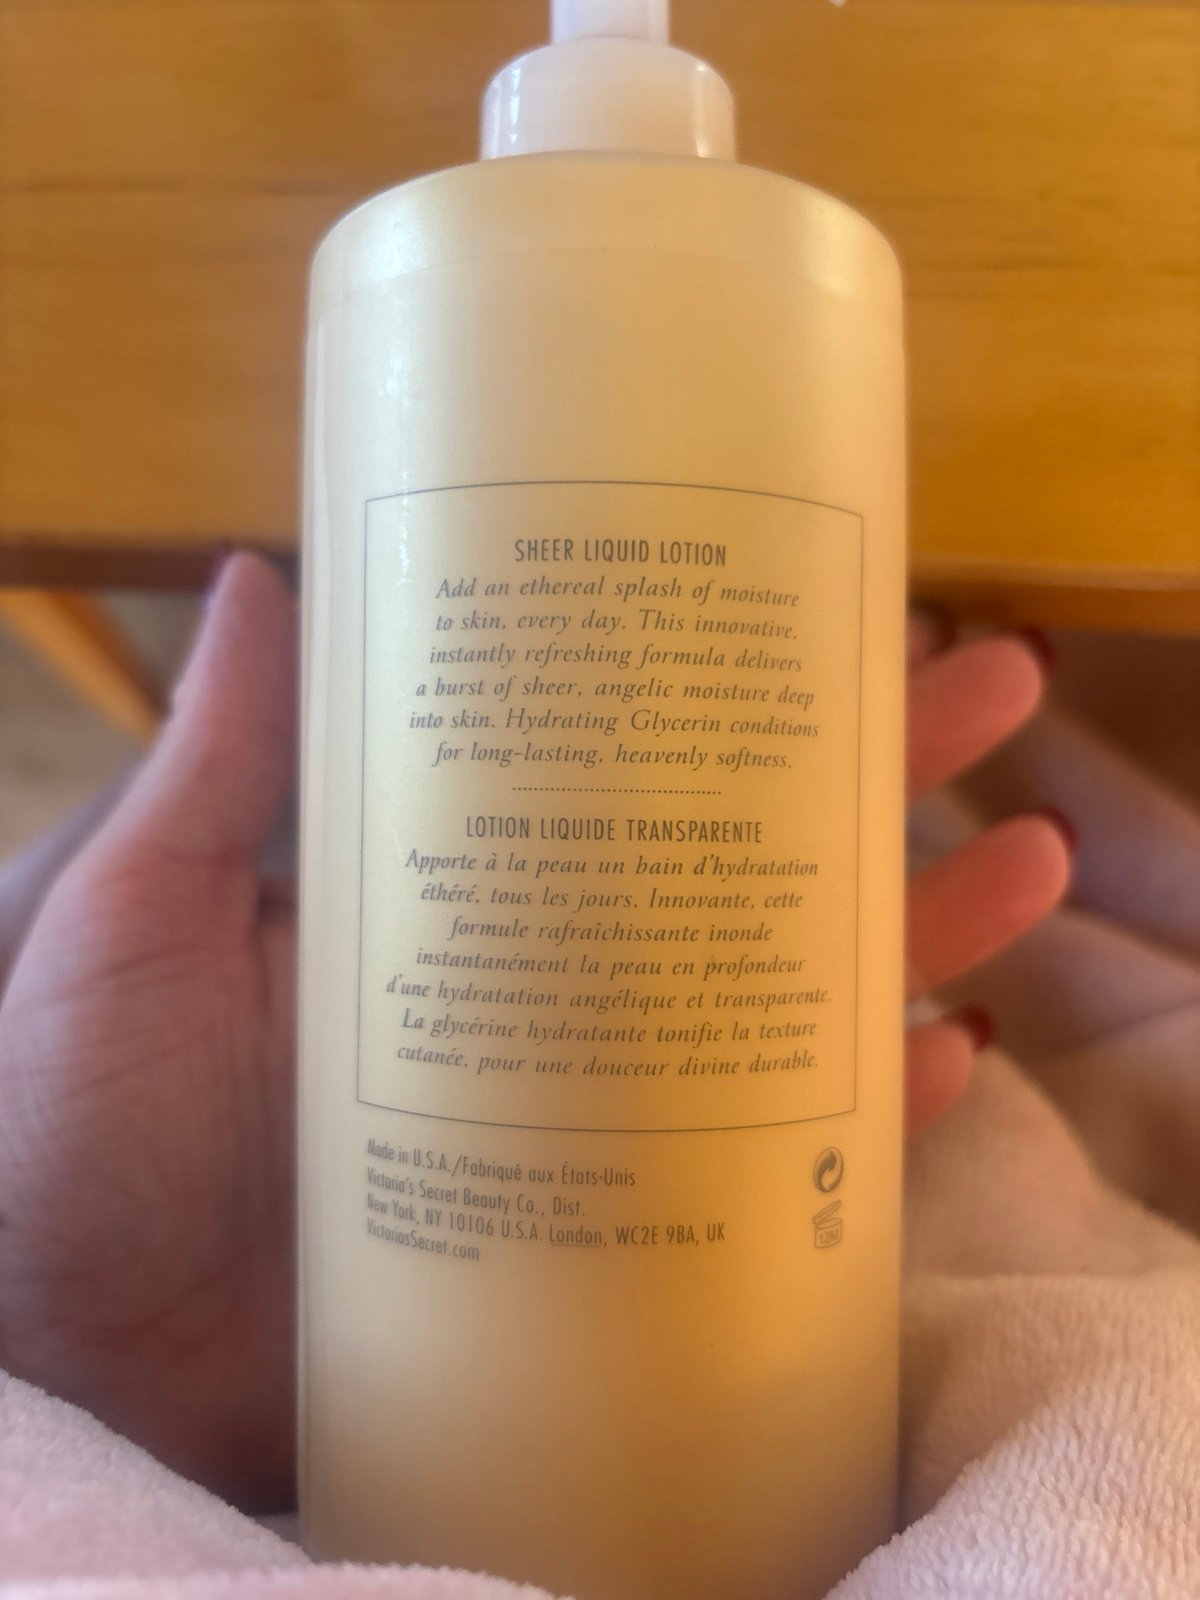 SHEER LIQUID LOTION
Add an ethereal splash of moisture
to skin, every day. This innovative,
instantly refreshing formula delivers
a burst of sheer, angelic moisture deep
into skin. Hydrating Glycerin conditions
for long-lasting, heavenly softness.
LOTION LIQUIDE TRANSPARENTE
Apporte à la peau un bain d'hydratation
éthéré, tous les jours. Innovante, cette
formule rafraîchissante inonde
instantanément la peau en profondeur
d'une hydratation angélique et transparente.
La glycérine hydratante tonifie la texture
cutanée, pour une douceur divine durable.
Made in U.S.A./Fabriqué aux États-Unis
Victoria's Secret Beauty Co., Dist.
New York, NY 10106 U.S.A. London, WC2E 9BA, UK
VictoriasSecret.com
12M